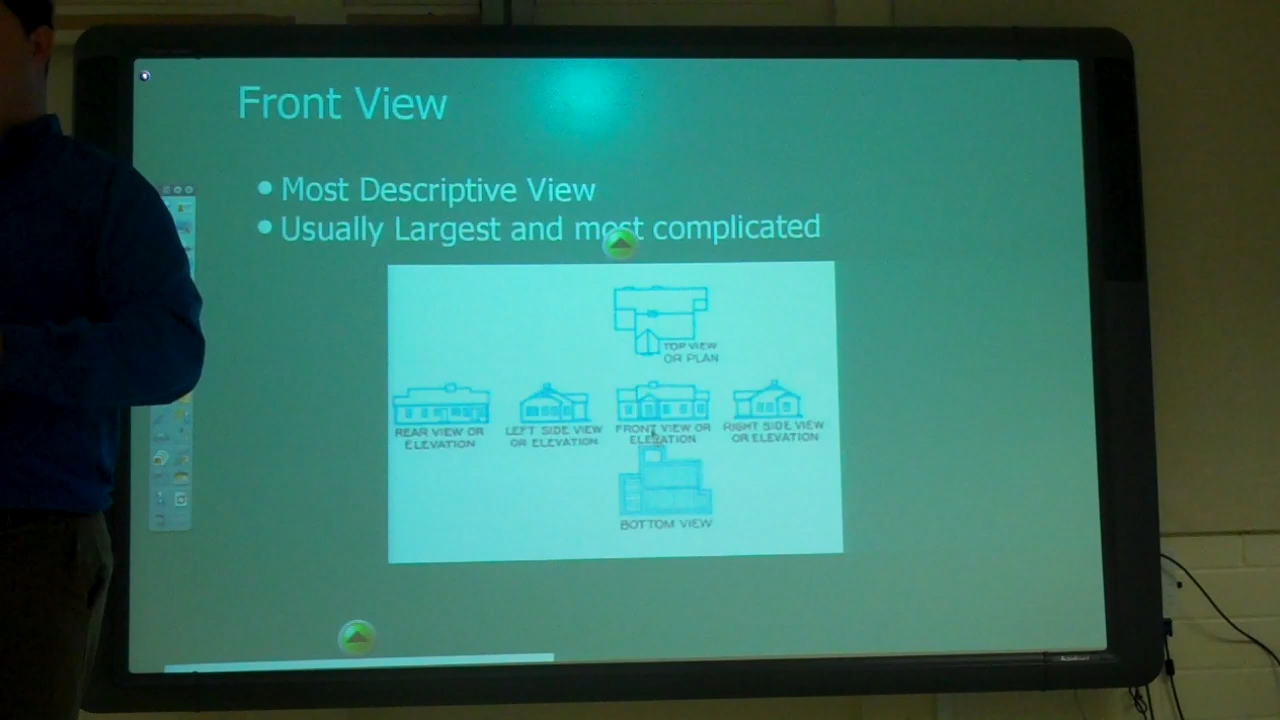 Front View
Most Descriptive View
Usually Largest and most complicated
TOP VIEW
OR PLAN
REAR VIEW OR
ELEVATION
LEFT SIDE VIEW
OR ELEVATION
FRONT VIEW OR
ELEVATION
RIGHT SIDE VIEW
OR ELEVATION
BOTTOM VIEW